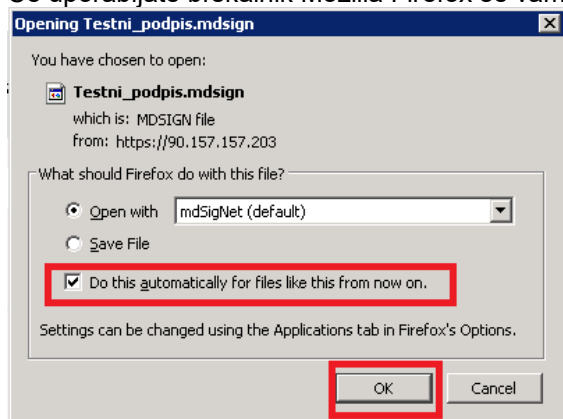 Opening Testni_podpis.mdsign
You have chosen to open:
Testni_podpis.mdsign
which is: MDSIGN file
from: https://90.157.157.203
What should Firefox do with this file?
Open with mdSigNet (default)
Save File
Do this automatically for files like this from now on.
Settings can be changed using the Applications tab in Firefox's Options.
OK Cancel